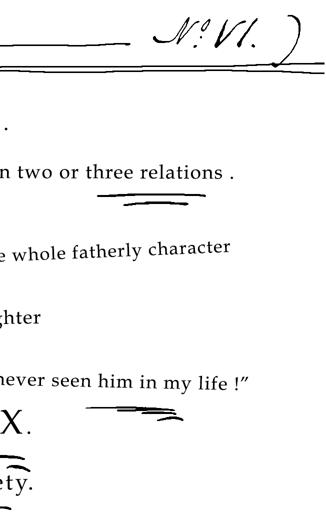 No. VI.
.
n two or three relations .
e whole fatherly character
ghter
never seen him in my life !”
X.
ety.